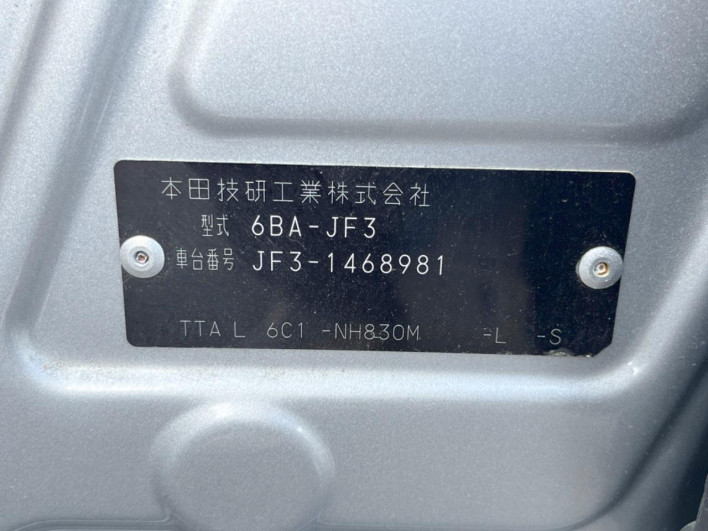 本田技研工業株式会社
型式 6BA-JF3
車台番号 JF3-1468981
TTA L 6C1 -NH830M -L -S